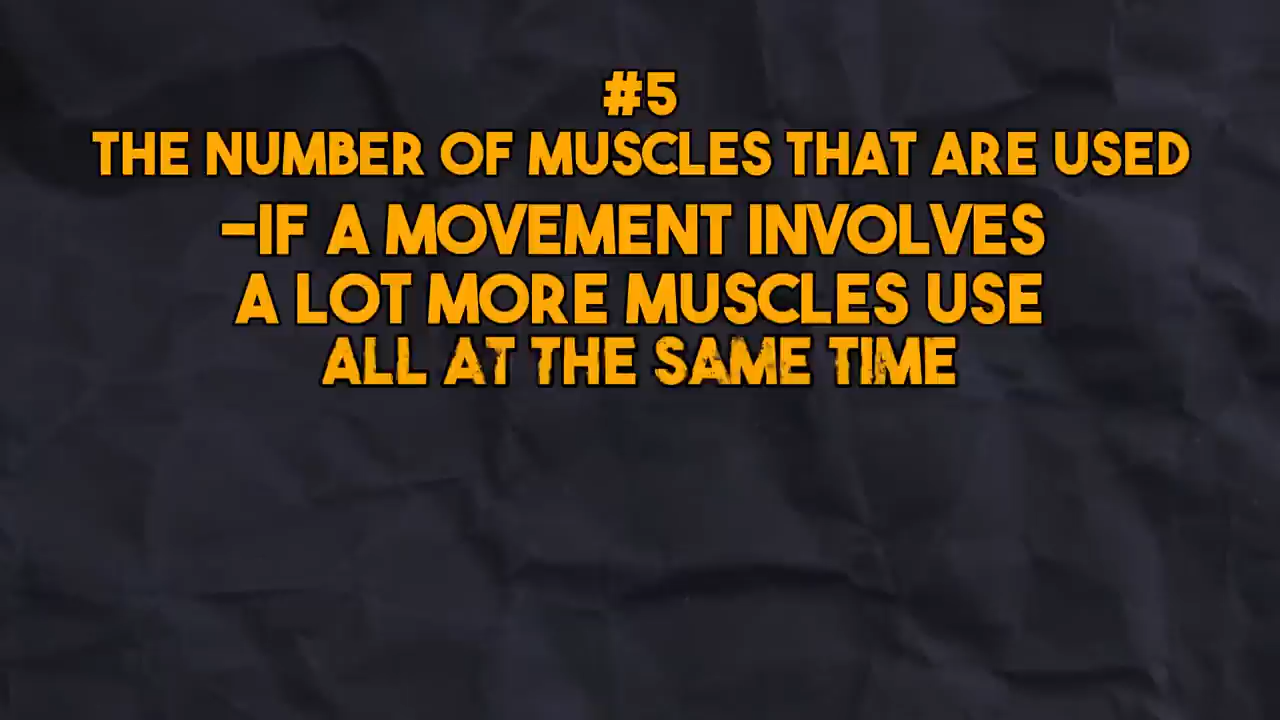 #5
THE NUMBER OF MUSCLES THAT ARE USED
-IF A MOVEMENT INVOLVES
A LOT MORE MUSCLES USE
ALL AT THE SAME TIME